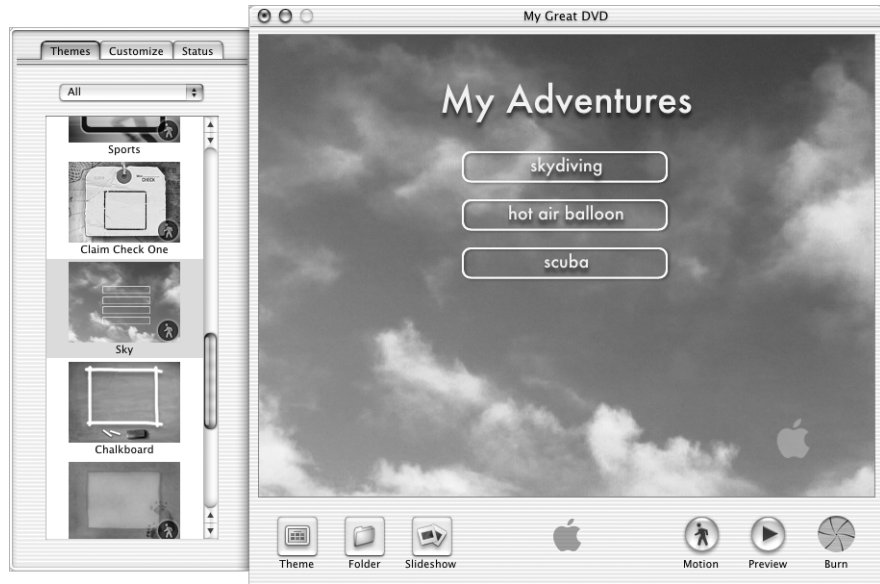 My Great DVD
Themes
Customize
Status
All
Sports
Claim Check One
Sky
Chalkboard
My Adventures
skydiving
hot air balloon
scuba
Theme
Folder
Slideshow
Motion
Preview
Burn